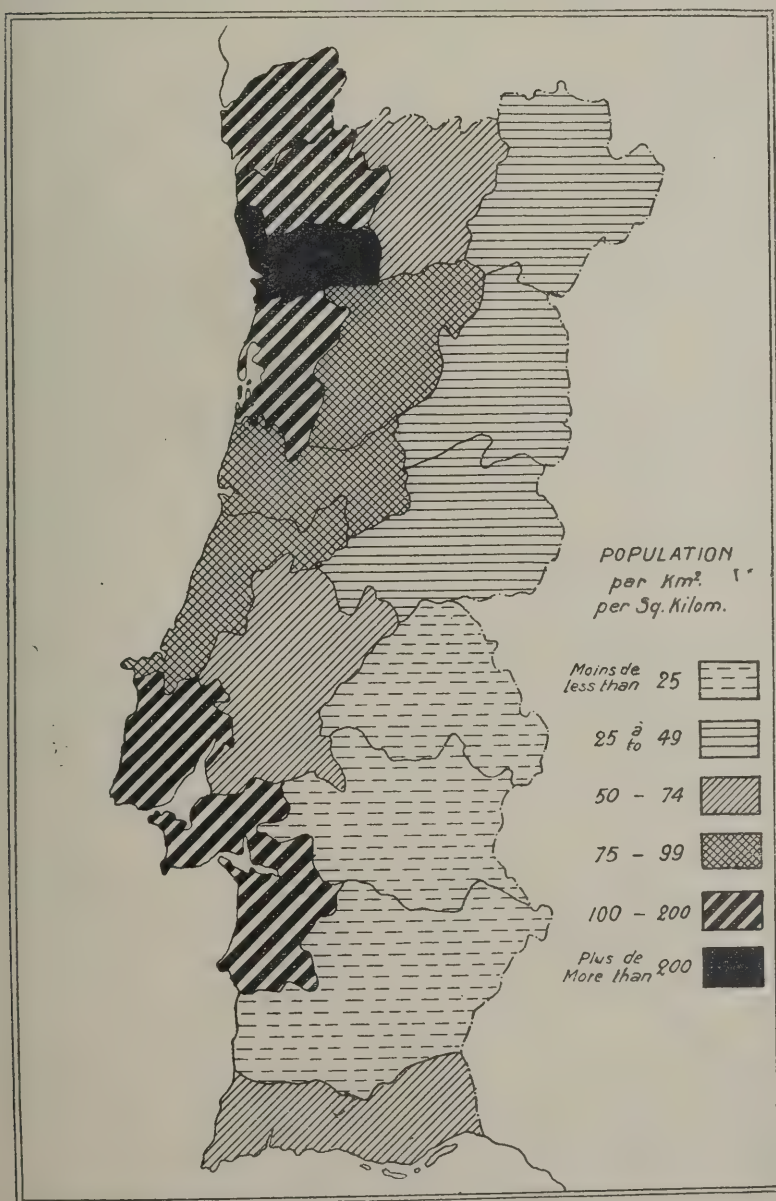 POPULATION
par Km².
per Sq. Kilom.
Moins de
less than 25
25 à to 49
50 - 74
75 - 99
100 - 200
Plus de
More than 200